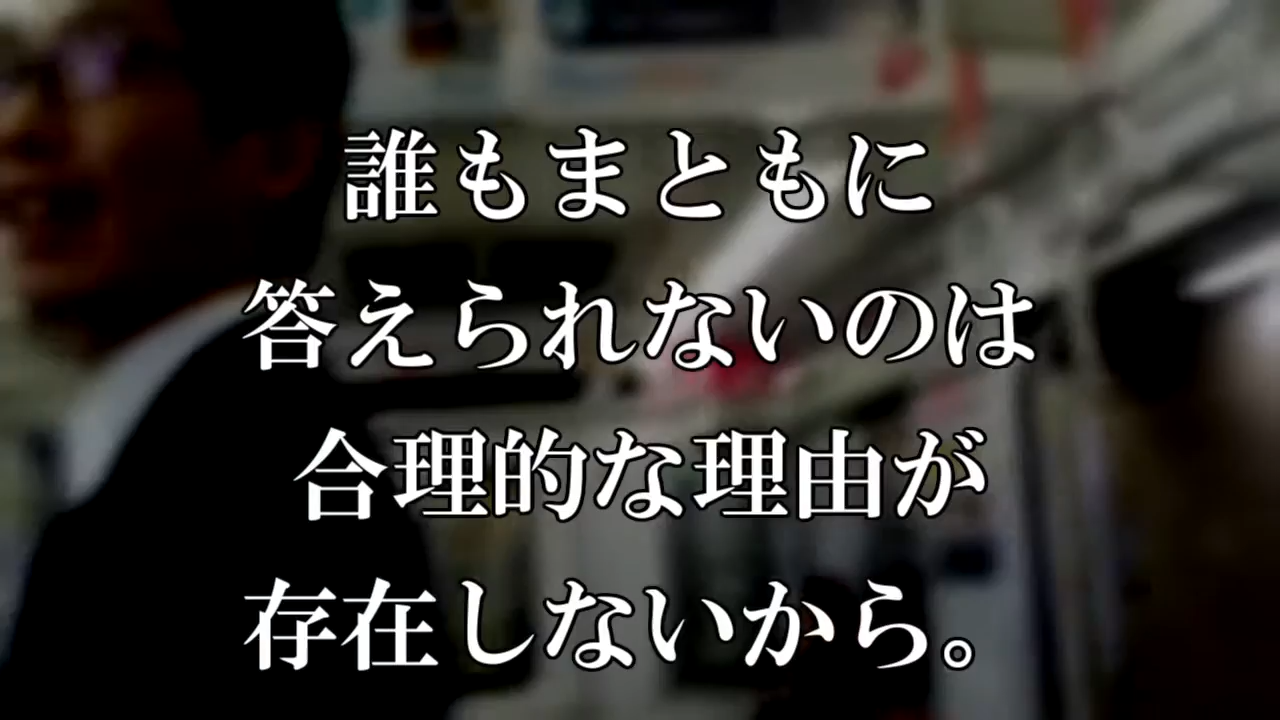 誰もまともに
答えられないのは
合理的な理由が
存在しないから。